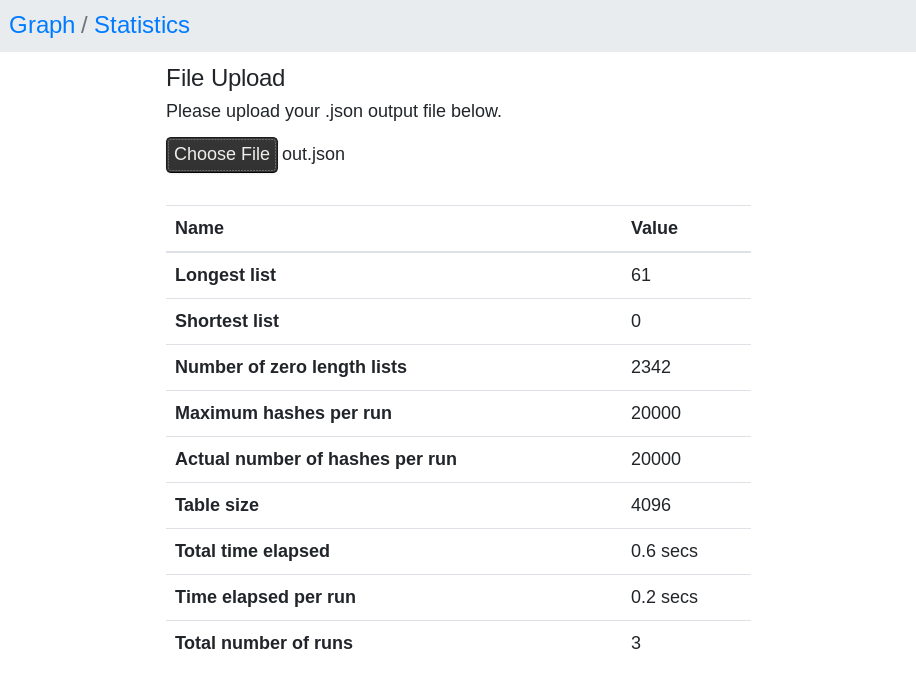 Graph / Statistics
File Upload
Please upload your .json output file below.
Choose File out.json
Name Value
Longest list 61
Shortest list 0
Number of zero length lists 2342
Maximum hashes per run 20000
Actual number of hashes per run 20000
Table size 4096
Total time elapsed 0.6 secs
Time elapsed per run 0.2 secs
Total number of runs 3